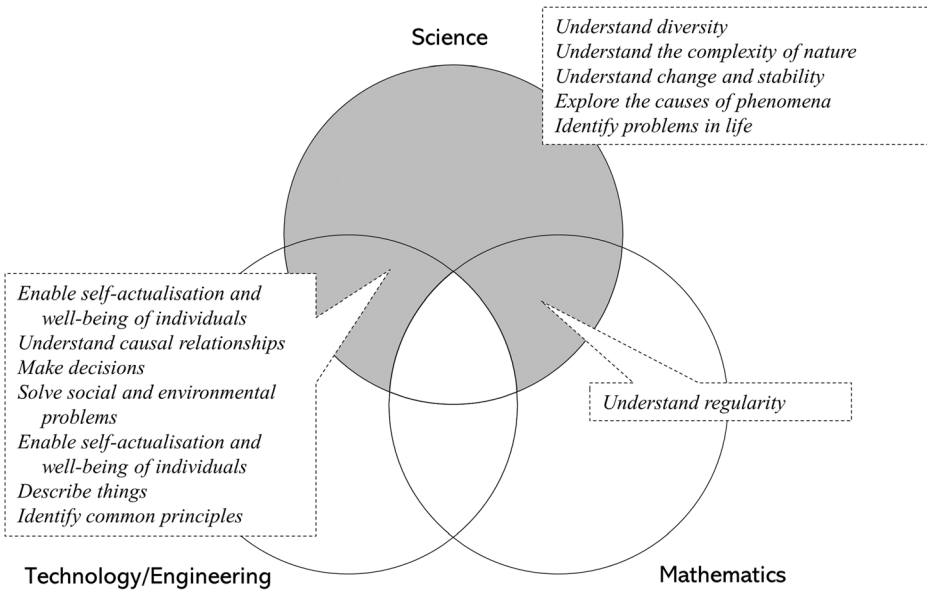 Science
Understand diversity
Understand the complexity of nature
Understand change and stability
Explore the causes of phenomena
Identify problems in life
Enable self-actualisation and
well-being of individuals
Understand causal relationships
Make decisions
Solve social and environmental
problems
Enable self-actualisation and
well-being of individuals
Describe things
Identify common principles
Understand regularity
Technology/Engineering
Mathematics